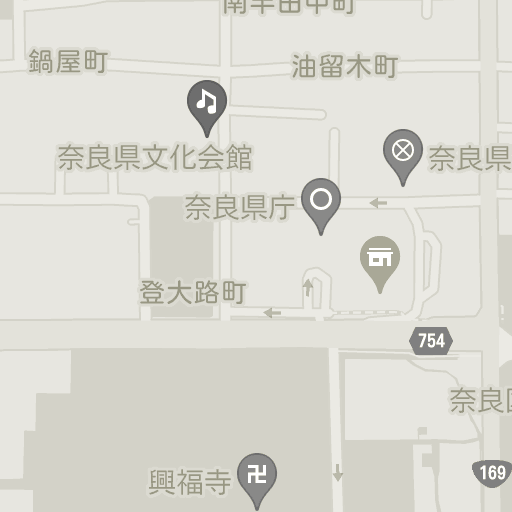 南半田中町
鍋屋町
油留木町
奈良県文化会館
奈良県
奈良県庁
登大路町
754
奈良国
興福寺
169